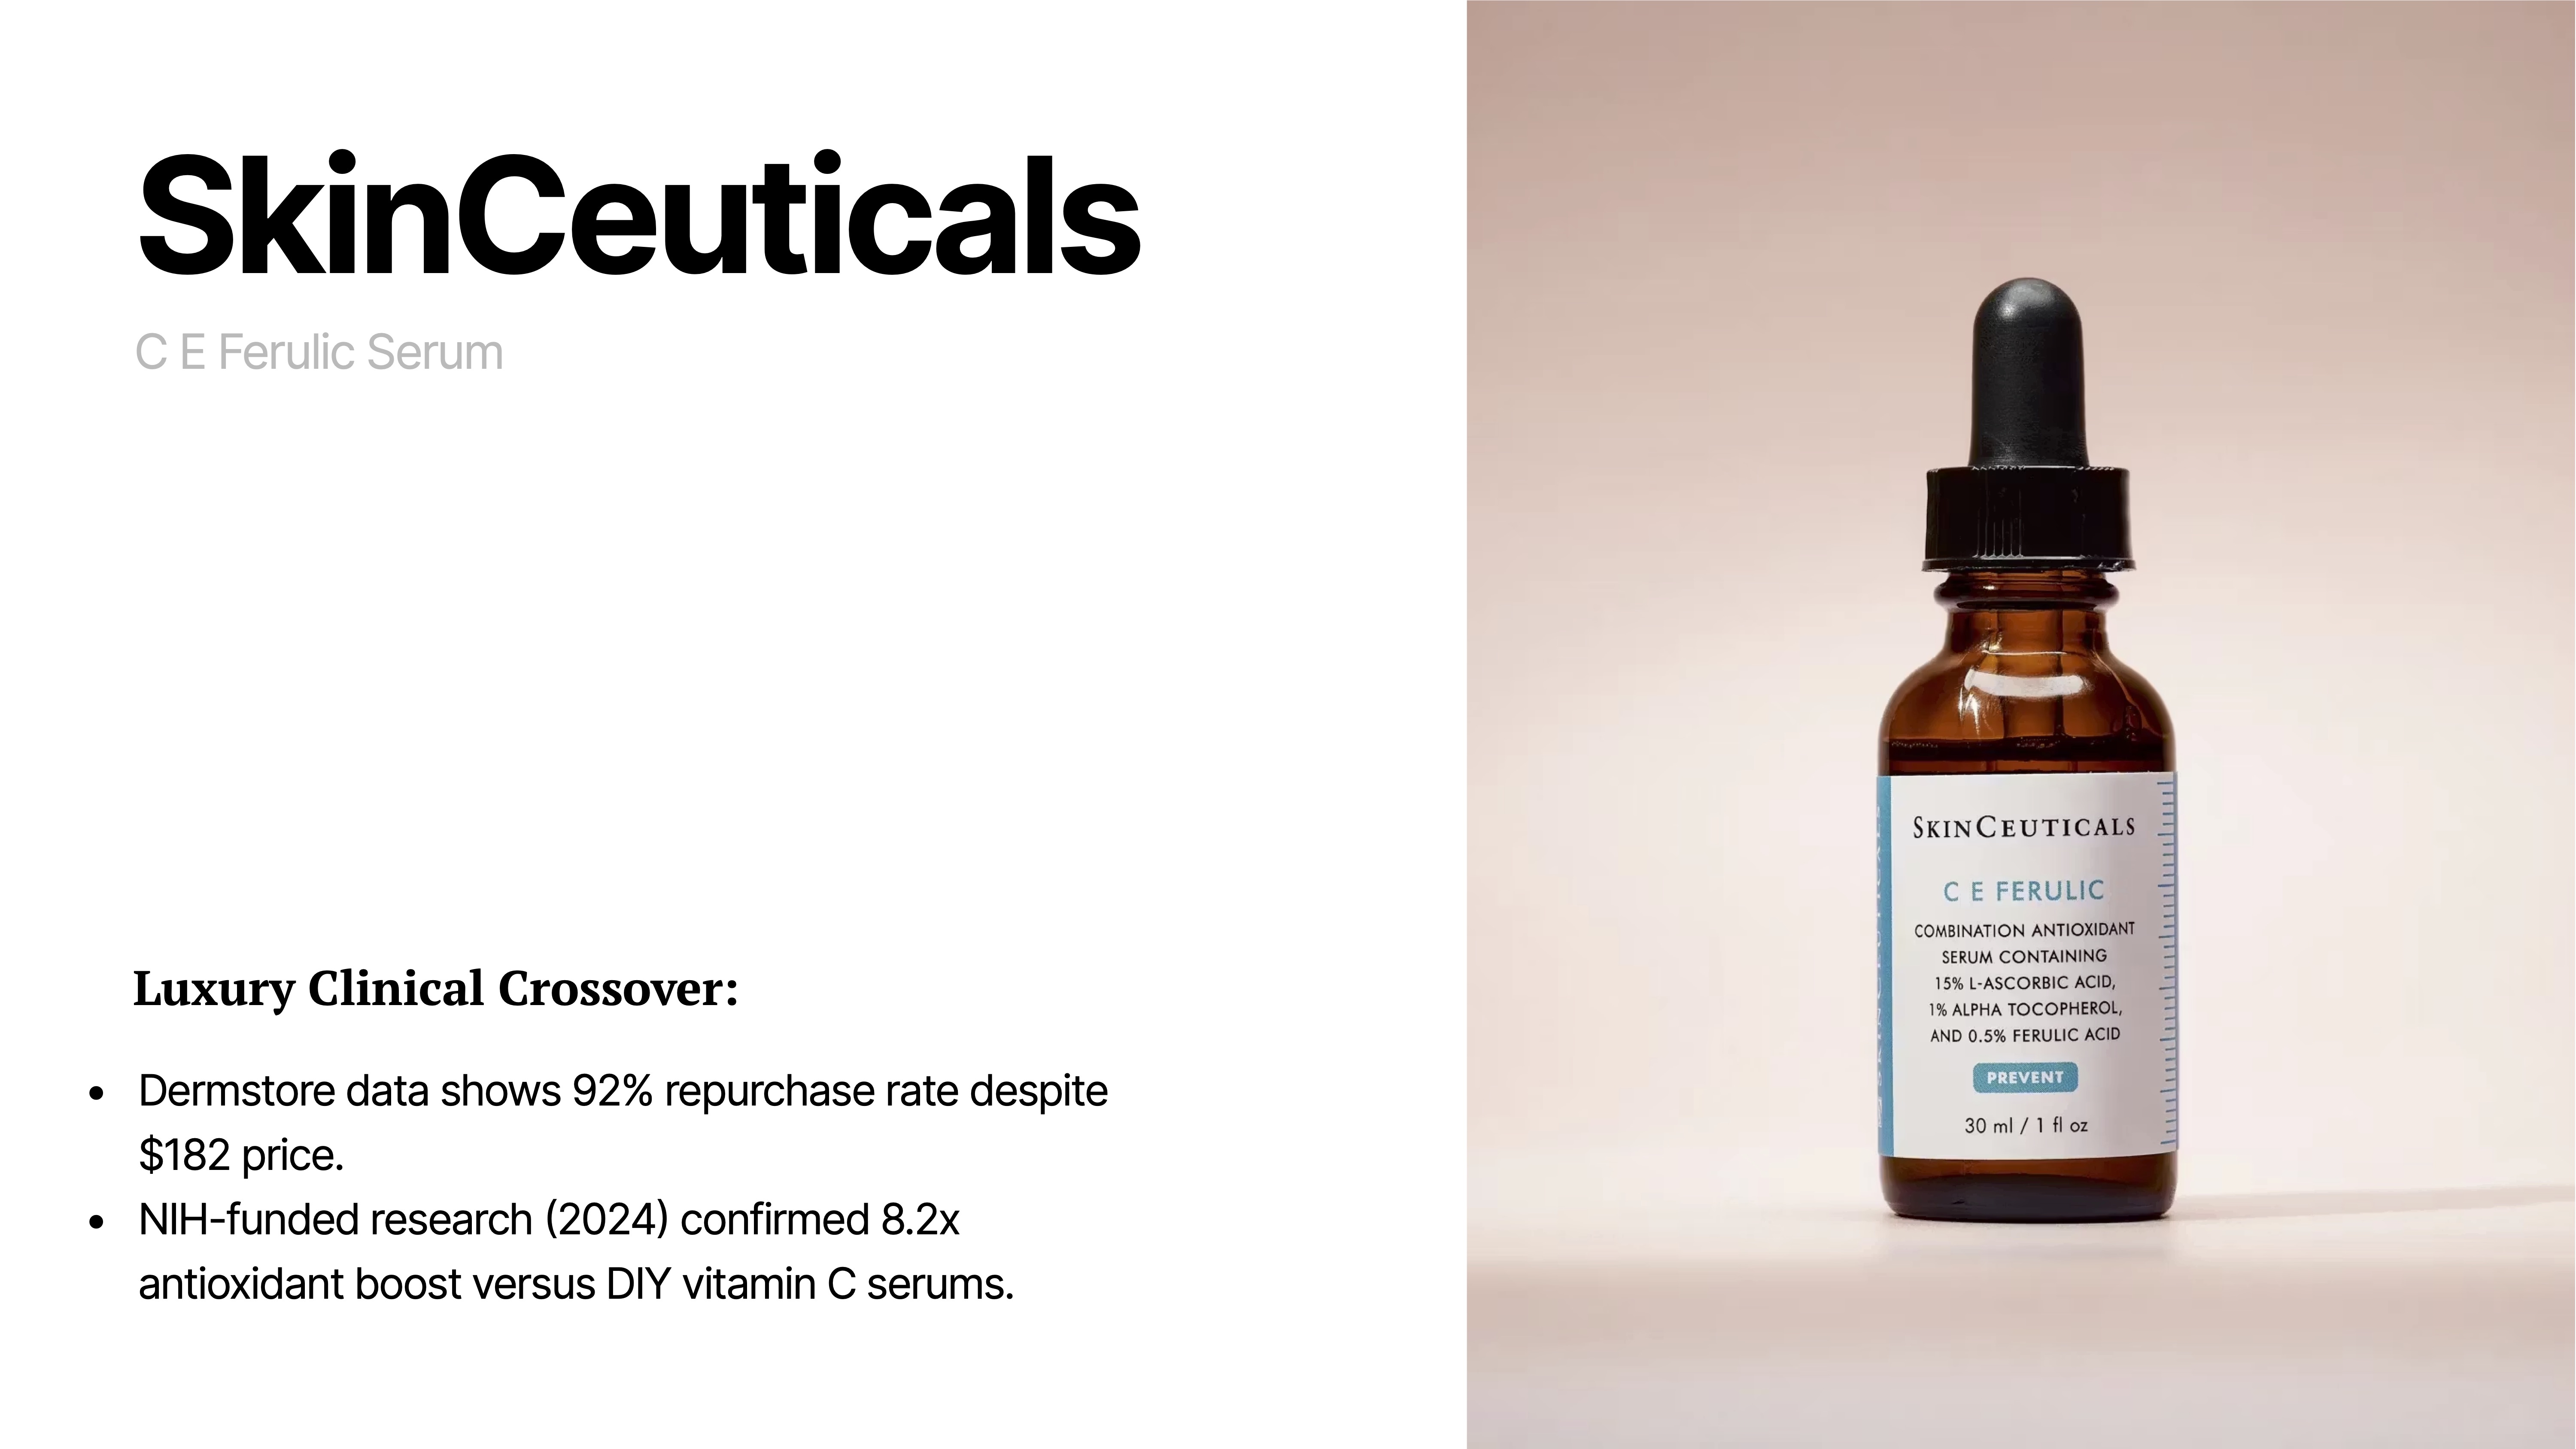 SkinCeuticals
C E Ferulic Serum
Luxury Clinical Crossover:
• Dermstore data shows 92% repurchase rate despite
$182 price.
• NIH-funded research (2024) confirmed 8.2x
antioxidant boost versus DIY vitamin C serums.
SKINCEUTICALS
C E FERULIC
COMBINATION ANTIOXIDANT
SERUM CONTAINING
15% L-ASCORBIC ACID,
1% ALPHA TOCOPHEROL,
AND 0.5% FERULIC ACID
PREVENT
30 ml / 1 fl oz